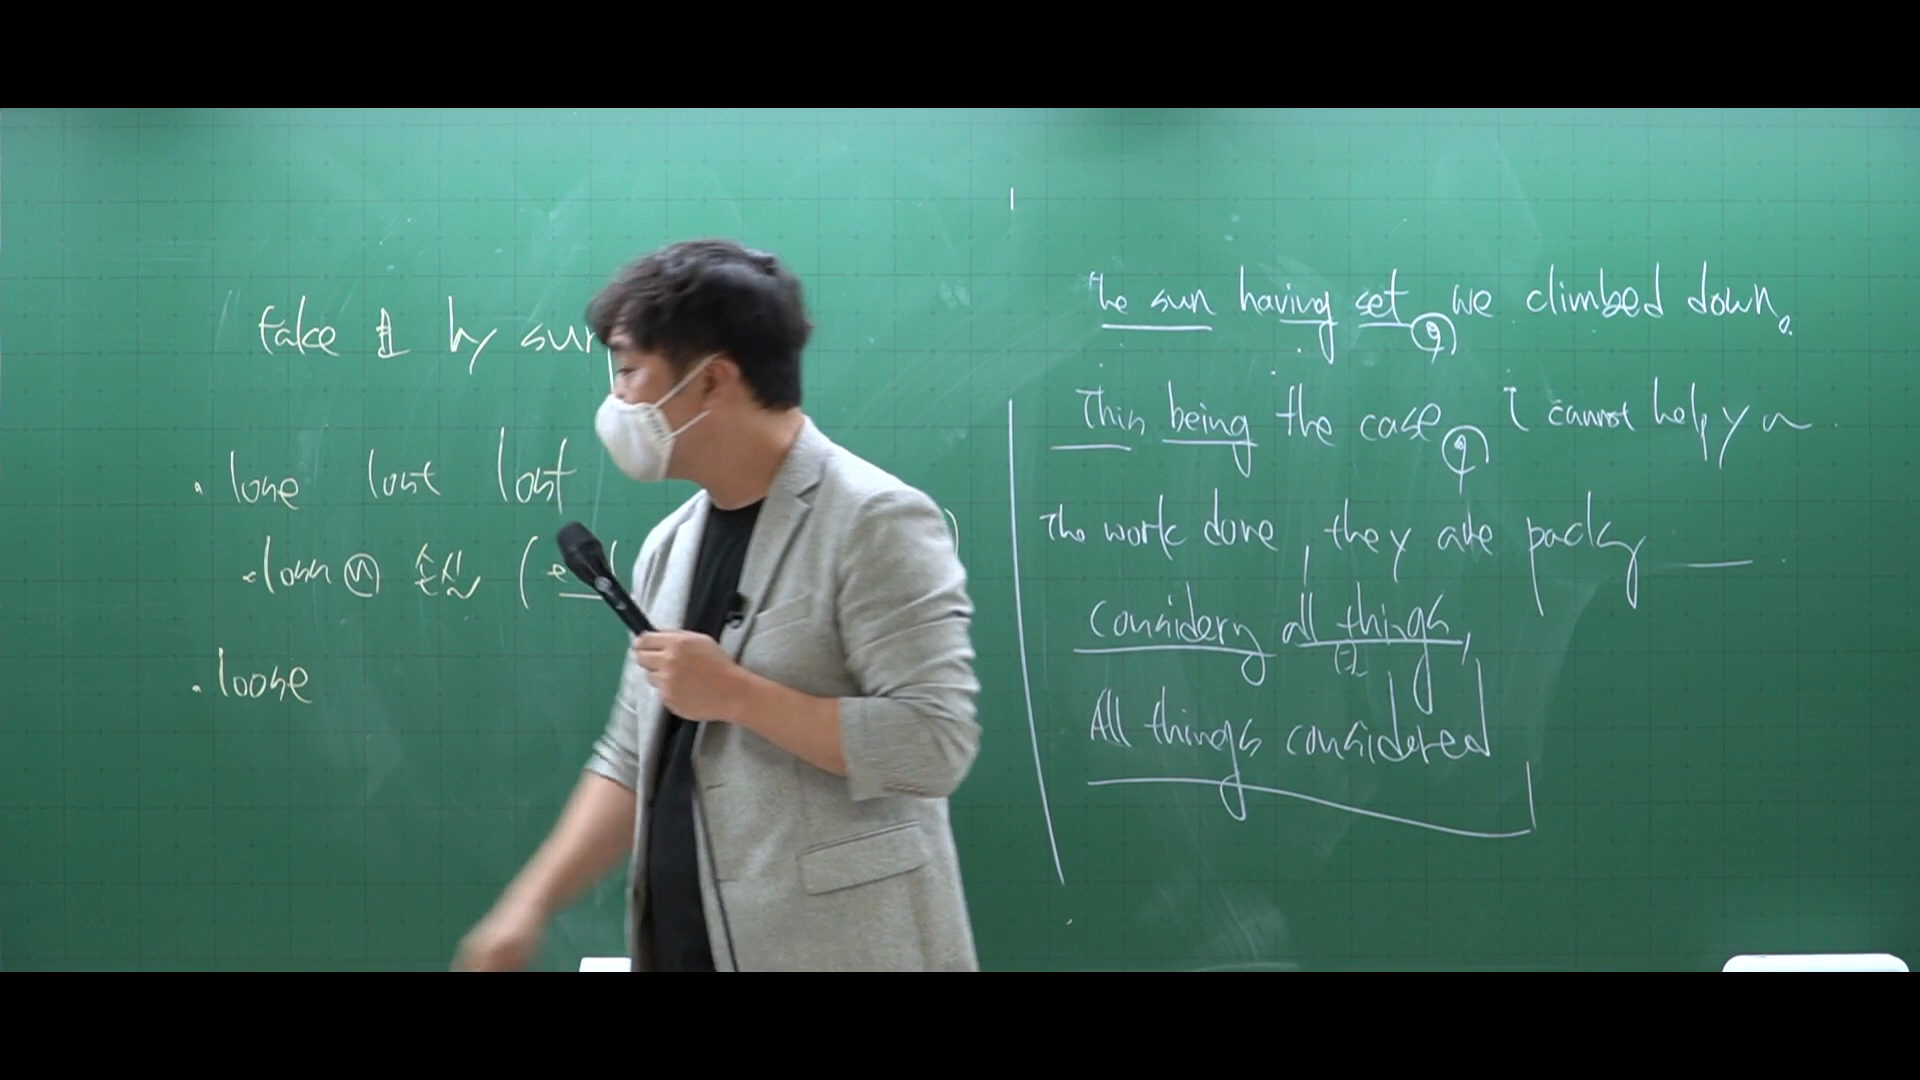 take by sur
· lose lost lost
· loss ⓝ 손실 (
· loose
the sun having set, we climbed down.
This being the case, I cannot help y
The work done, they are packing
Considering all things,
All things considered